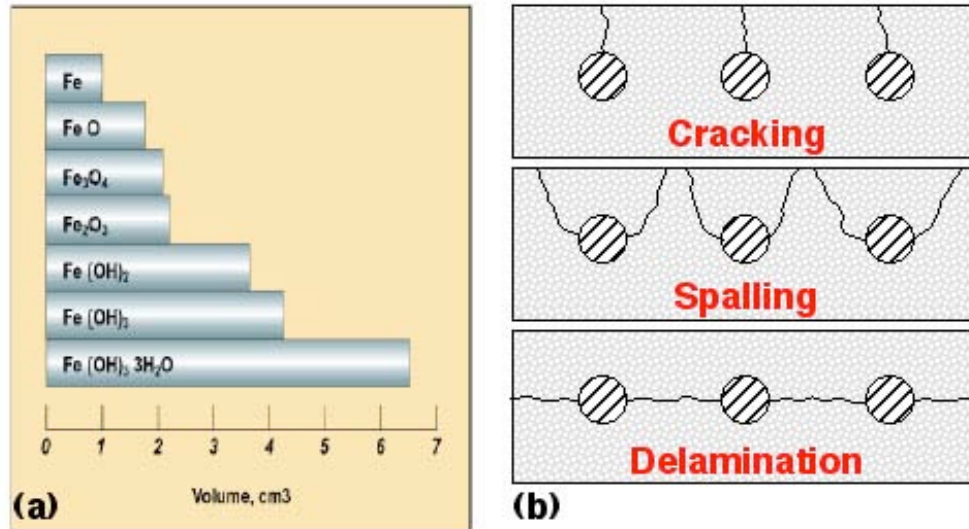 Fe
Fe O
Fe₃O₄
Fe₂O₃
Fe (OH)₂
Fe (OH)₃
Fe (OH)₃ 3H₂O
0 1 2 3 4 5 6 7
Volume, cm3
(a)
Cracking
Spalling
Delamination
(b)